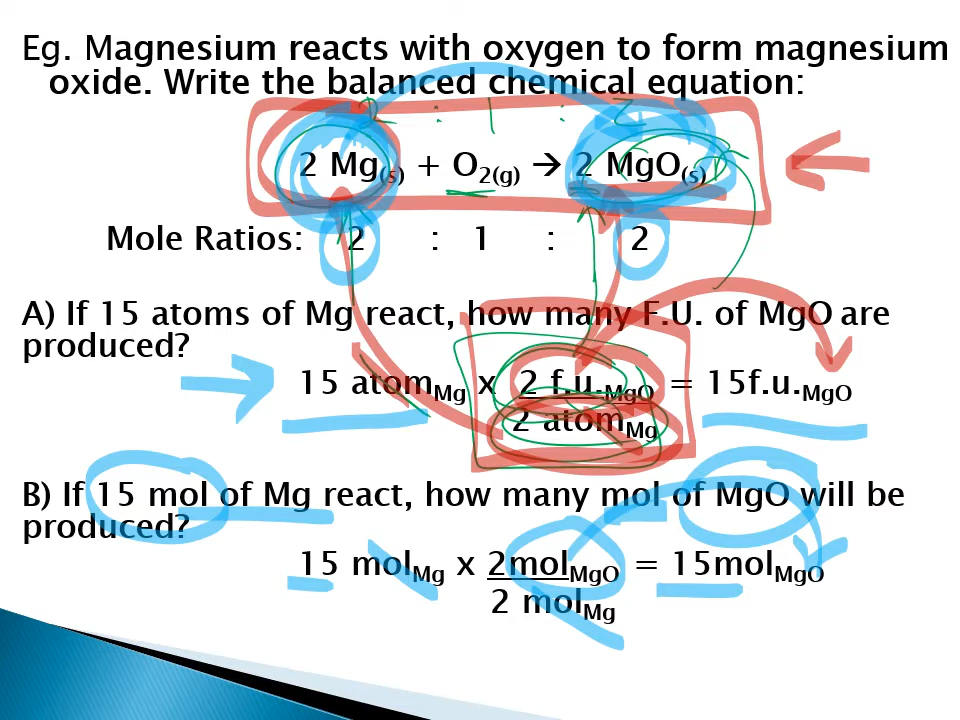 Eg. Magnesium reacts with oxygen to form magnesium
oxide. Write the balanced chemical equation:
2 : 1 : 2
2 Mg(s) + O2(g) → 2 MgO(s)
Mole Ratios: 2 : 1 : 2
A) If 15 atoms of Mg react, how many F.U. of MgO are
produced?
15 atomMg x 2 f.u.MgO = 15f.u.MgO
2 atomMg
B) If 15 mol of Mg react, how many mol of MgO will be
produced?
15 molMg x 2molMgO = 15molMgO
2 molMg